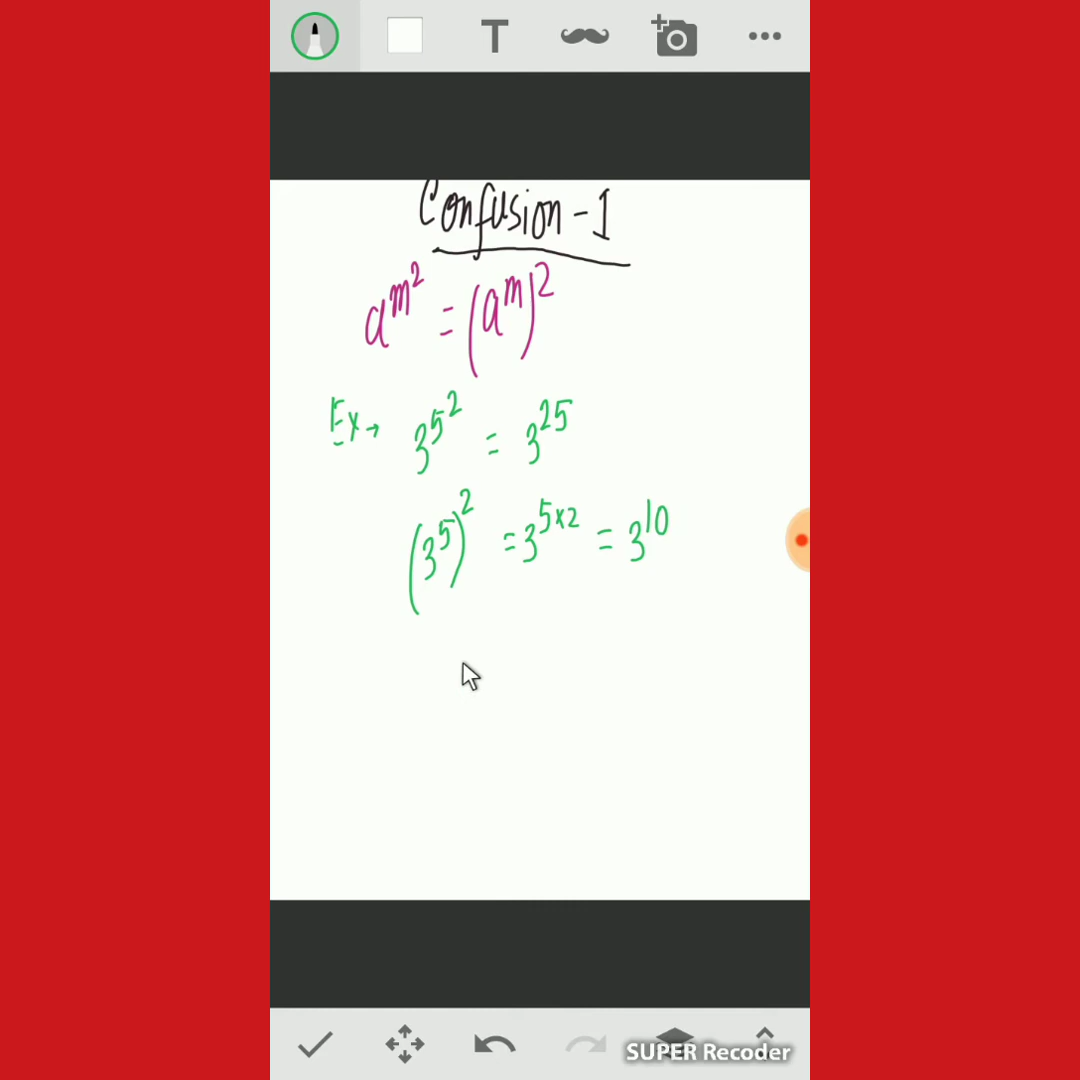 T
Confusion - I
a^{m^2} = (a^m)^2
Ex → 3^{5^2} = 3^{25}
(3^5)^2 = 3^{5×2} = 3^{10}
SUPER Recoder